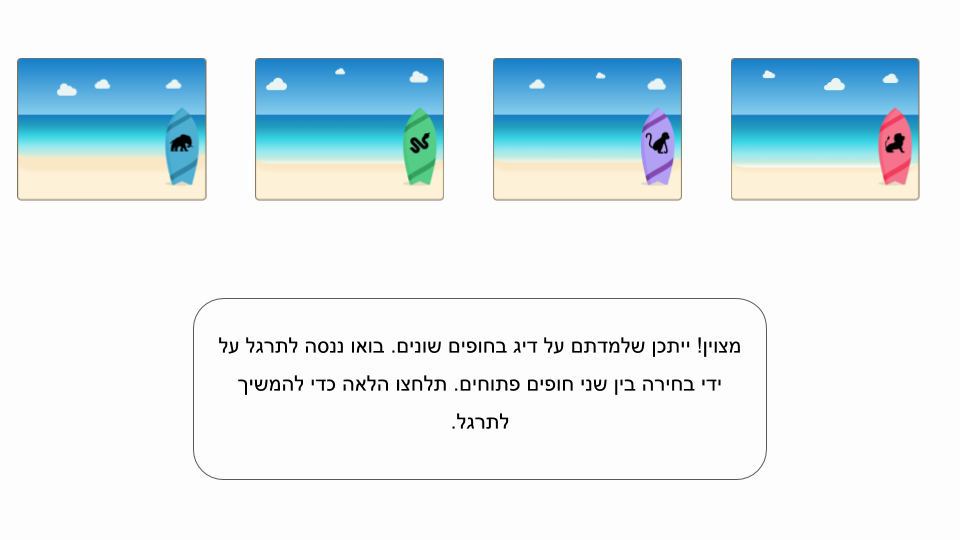 מצוין! ייתכן שלמדתם על דיג בחופים שונים. בואו ננסה לתרגל על
ידי בחירה בין שני חופים פתוחים. תלחצו הלאה כדי להמשיך
לתרגל.